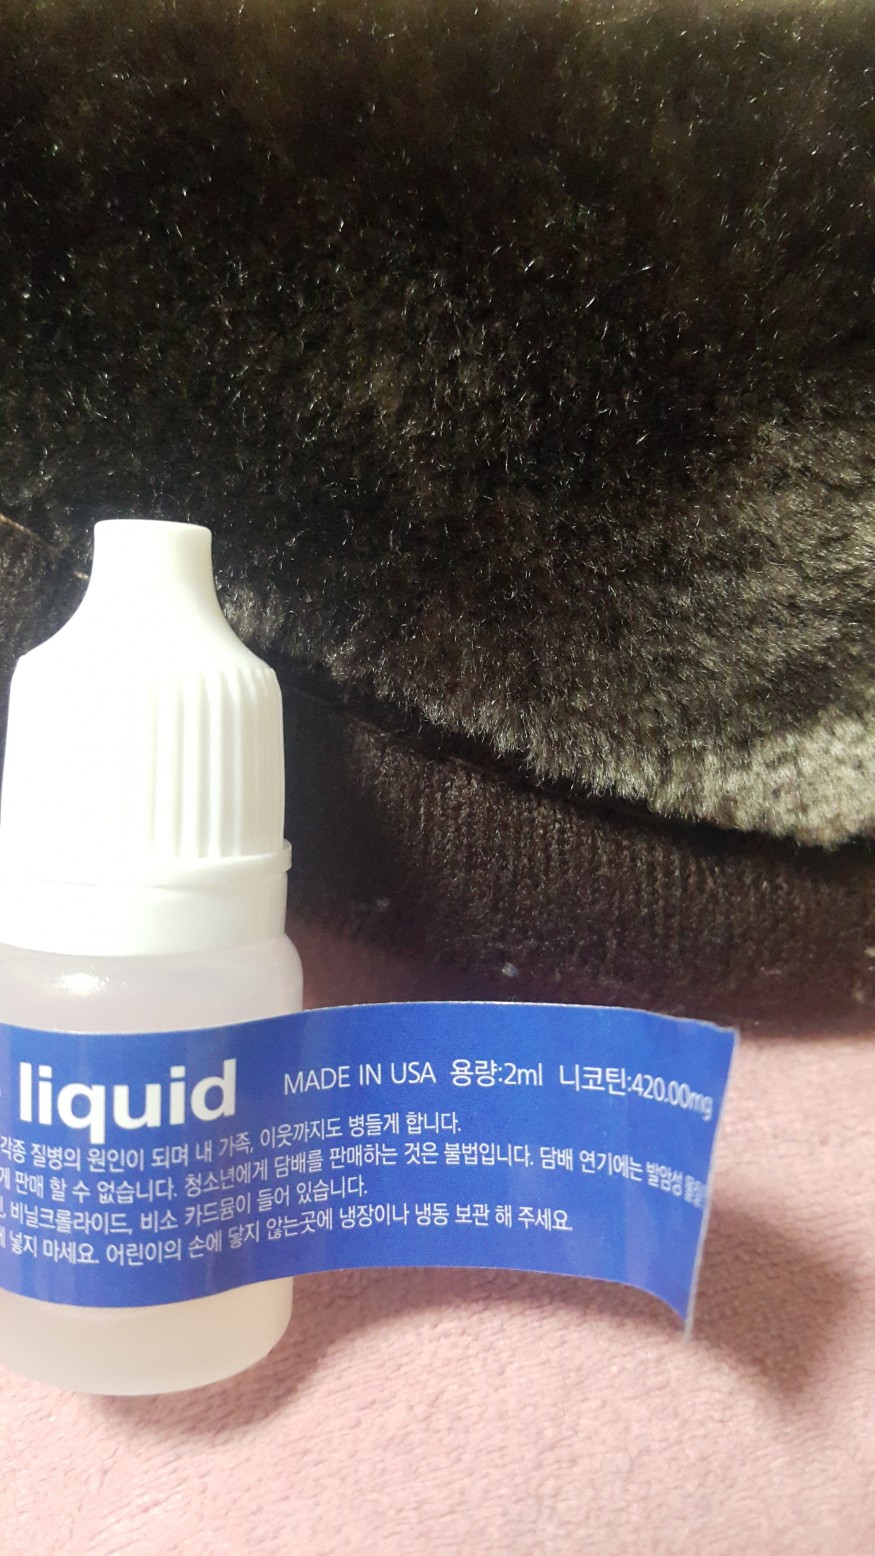 liquid MADE IN USA 용량:2ml 니코틴:420.00mg
각종 질병의 원인이 되며 내 가족, 이웃까지도 병들게 합니다.
게 판매 할 수 없습니다. 청소년에게 담배를 판매하는 것은 불법입니다. 담배 연기에는 발암성
비닐크롤라이드, 비소 카드뮴이 들어 있습니다.
넣지 마세요. 어린이의 손에 닿지 않는곳에 냉장이나 냉동 보관 해 주세요.